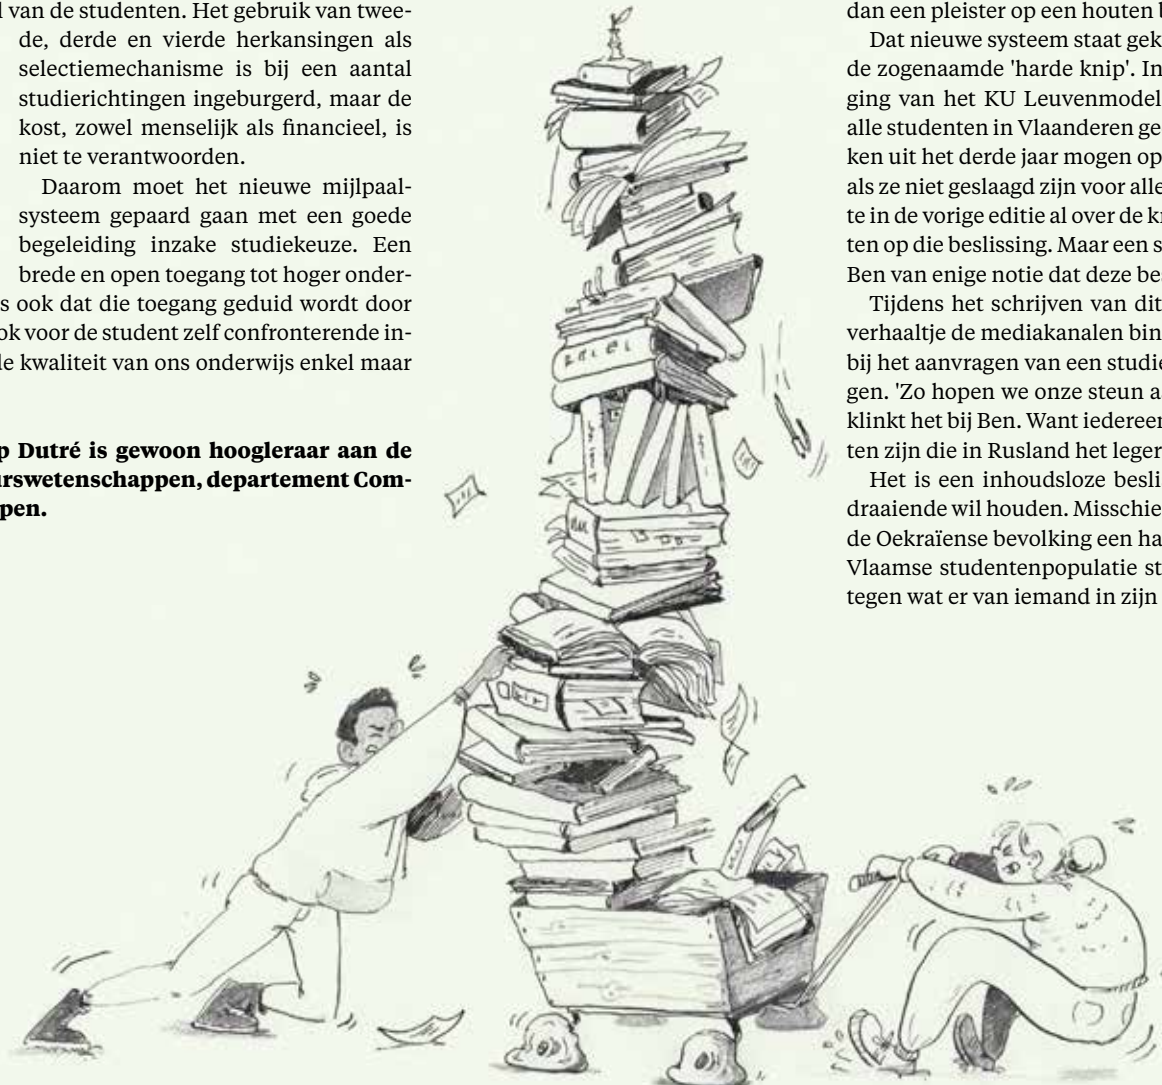 van de studenten. Het gebruik van twee-
de, derde en vierde herkansingen als
selectiemechanisme is bij een aantal
studierichtingen ingeburgerd, maar de
kost, zowel menselijk als financieel, is
niet te verantwoorden.
Daarom moet het nieuwe mijlpaal-
systeem gepaard gaan met een goede
begeleiding inzake studiekeuze. Een
brede en open toegang tot hoger onder-
s ook dat die toegang geduid wordt door
ok voor de student zelf confronterende in-
de kwaliteit van ons onderwijs enkel maar
p Dutré is gewoon hoogleraar aan de
urswetenschappen, departement Com-
pen.
dan een pleister op een houten
Dat nieuwe systeem staat gek
de zogenaamde 'harde knip'. In
ging van het KU Leuvenmodel
alle studenten in Vlaanderen ge
ken uit het derde jaar mogen op
als ze niet geslaagd zijn voor alle
te in de vorige editie al over de k
ten op die beslissing. Maar een s
Ben van enige notie dat deze be
Tijdens het schrijven van dit
verhaaltje de mediakanalen bin
bij het aanvragen van een studie
gen. 'Zo hopen we onze steun a
klinkt het bij Ben. Want iedereen
ten zijn die in Rusland het leger
Het is een inhoudsloze besli
draaiende wil houden. Misschie
de Oekraïense bevolking een ha
Vlaamse studentenpopulatie st
tegen wat er van iemand in zijn